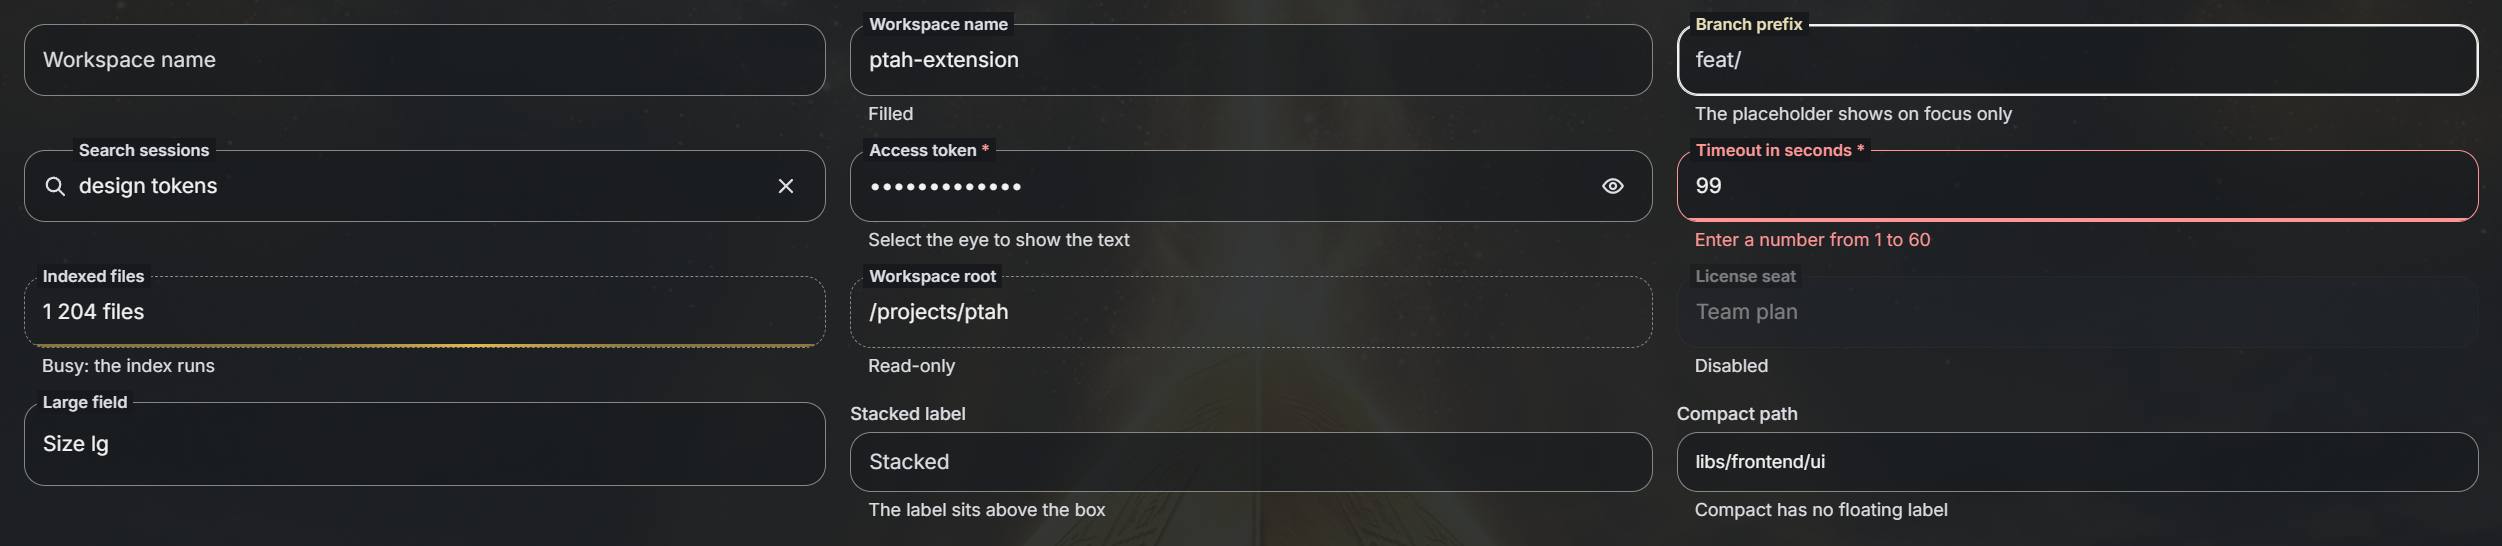 Workspace name
Workspace name
ptah-extension
Filled
Branch prefix
feat/
The placeholder shows on focus only
Search sessions
design tokens
Access token *
•••••••••••••
Select the eye to show the text
Timeout in seconds *
99
Enter a number from 1 to 60
Indexed files
1 204 files
Busy: the index runs
Workspace root
/projects/ptah
Read-only
License seat
Team plan
Disabled
Large field
Size lg
Stacked label
Stacked
The label sits above the box
Compact path
libs/frontend/ui
Compact has no floating label